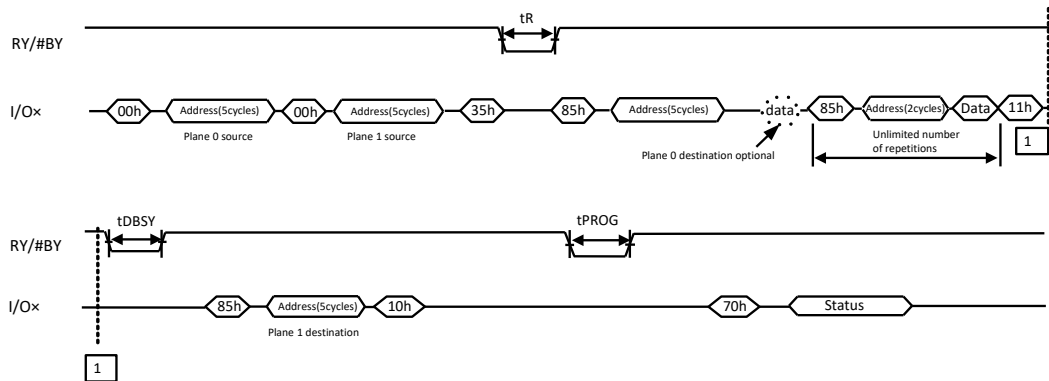 tR
RY/#BY
I/O×
00h Address(5cycles) 00h Address(5cycles) 35h 85h Address(5cycles) data 85h Address(2cycles) Data 11h
Plane 0 source
Plane 1 source
Plane 0 destination optional
Unlimited number
of repetitions
1
tDBSY
tPROG
RY/#BY
I/O×
85h Address(5cycles) 10h 70h Status
Plane 1 destination
1